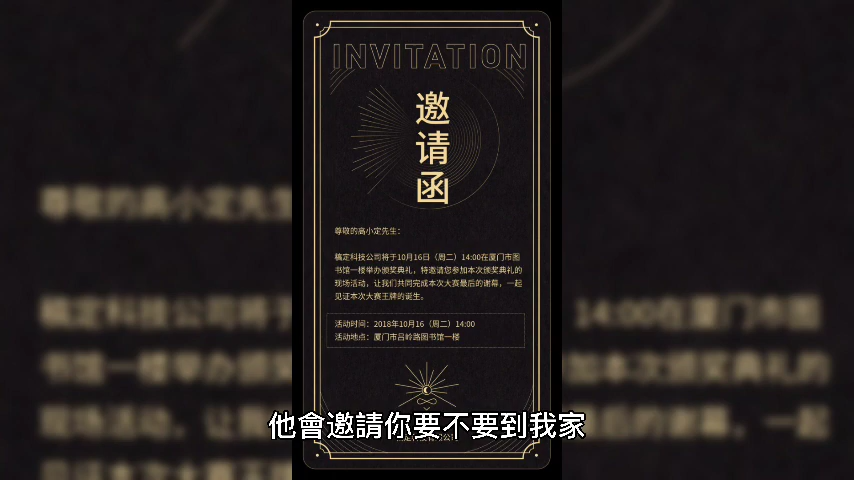 INVITATION
邀
请
函
尊敬的高小定先生：
稿定科技公司将于10月16日（周二）14:00在厦门市图
书馆一楼举办颁奖典礼，特邀请您参加本次颁奖典礼的
现场活动，让我们共同完成本次大赛最后的谢幕，一起
见证本次大赛王牌的诞生。
活动时间：2018年10月16（周二）14:00
活动地点：厦门市吕岭路图书馆一楼
他會邀請你要不要到我家